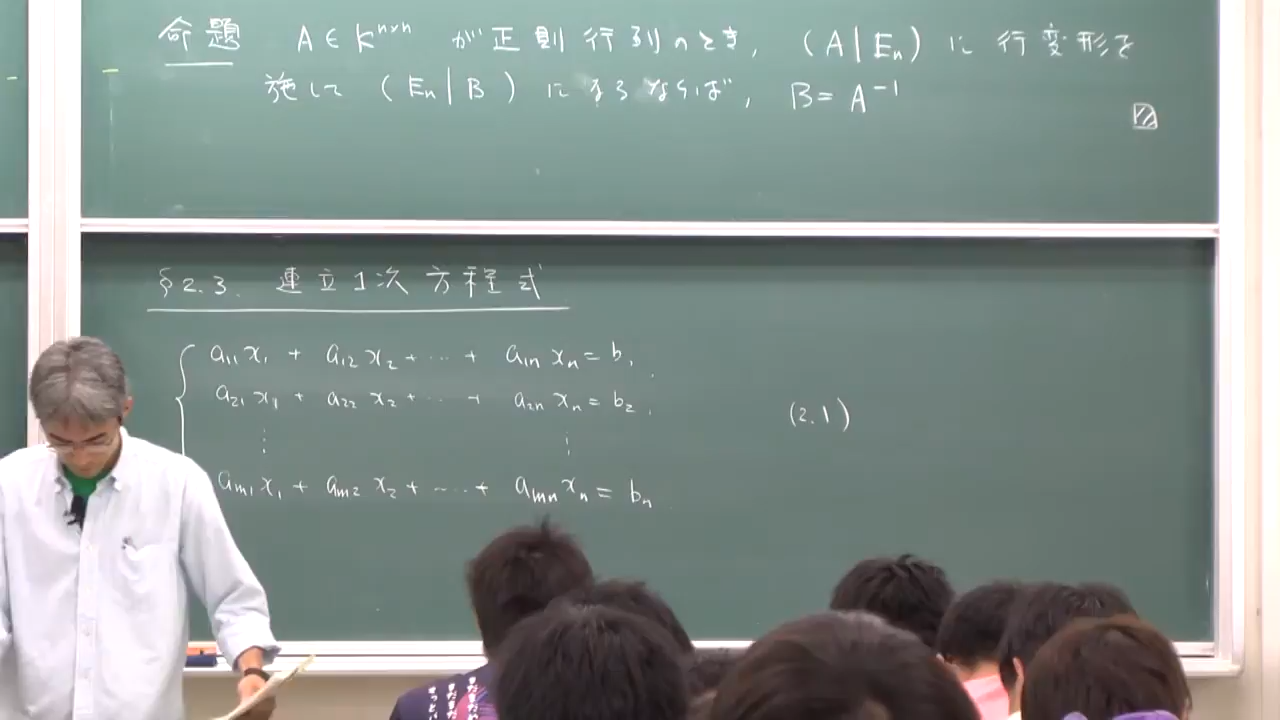 命題 A ∈ K^{n×n} が正則行列のとき, (A|E_n) に行変形を
施して (E_n|B) になるならば, B = A^{-1}
§2.3. 連立1次方程式
a_{11}x_1 + a_{12}x_2 + ⋯ + a_{1n}x_n = b_1
a_{21}x_1 + a_{22}x_2 + ⋯ + a_{2n}x_n = b_2
(2.1)
⋮ ⋮
a_{m1}x_1 + a_{m2}x_2 + ⋯ + a_{mn}x_n = b_n